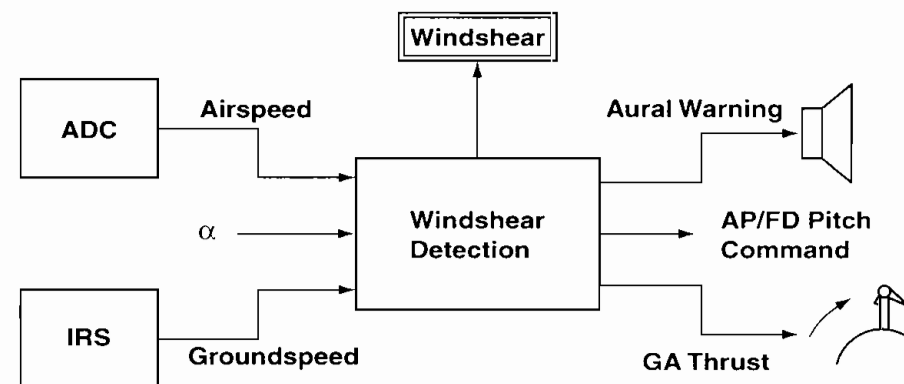 Windshear
Airspeed
Aural Warning
ADC
α
Windshear
Detection
AP/FD Pitch
Command
IRS
Groundspeed
GA Thrust